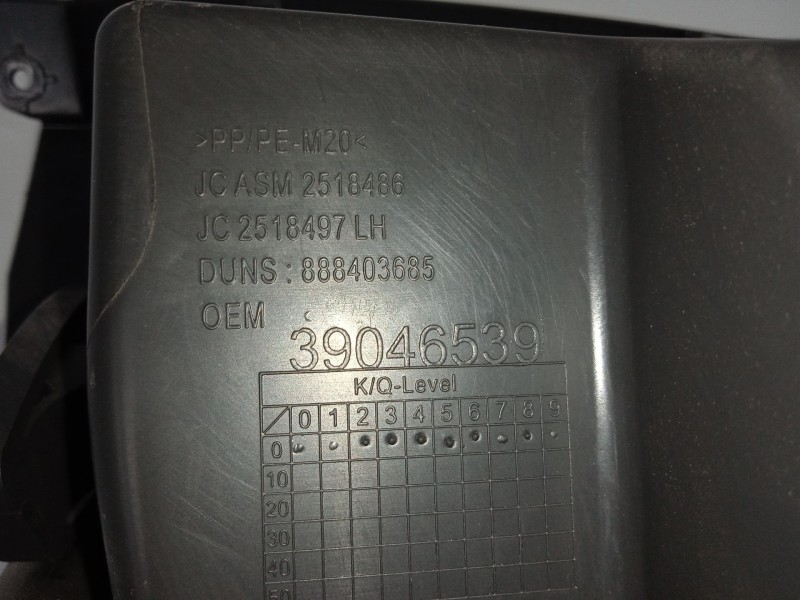 >PP/PE-M20<
JC ASM 2518486
JC 2518497 LH
DUNS : 888403685
OEM
39046539
K/Q-Level
0 1 2 3 4 5 6 7 8 9
0
10
20
30
40
50